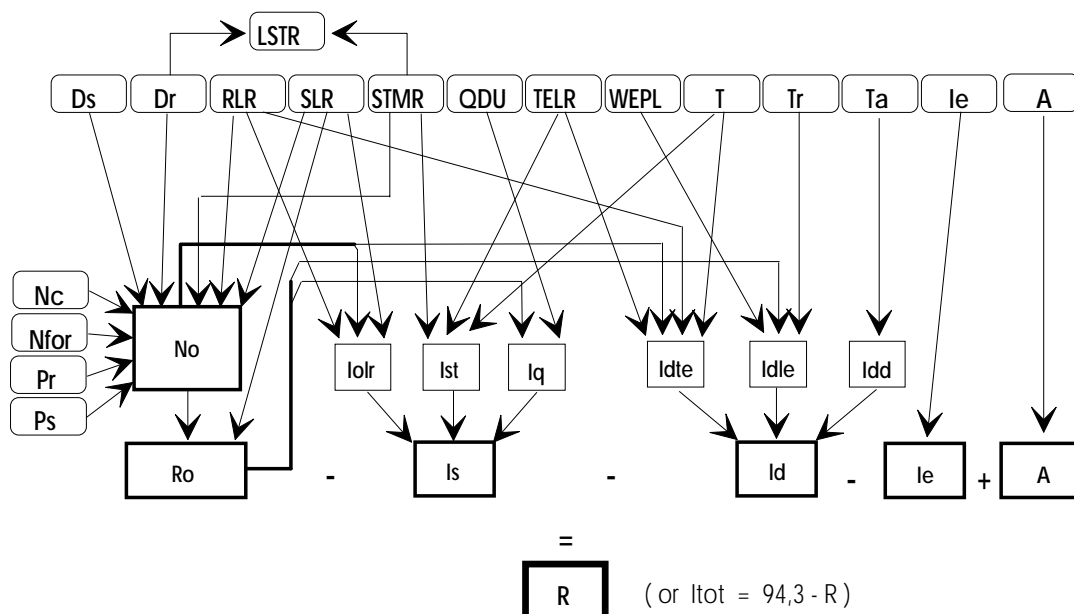 LSTR
Ds Dr RLR SLR STMR QDU TELR WEPL T Tr Ta Ie A
Nc
Nfor
Pr
Ps
No
Iolr Ist Iq Idte Idle Idd
Ro - Is - Id - Ie + A
=
R ( or Itot = 94,3 - R )